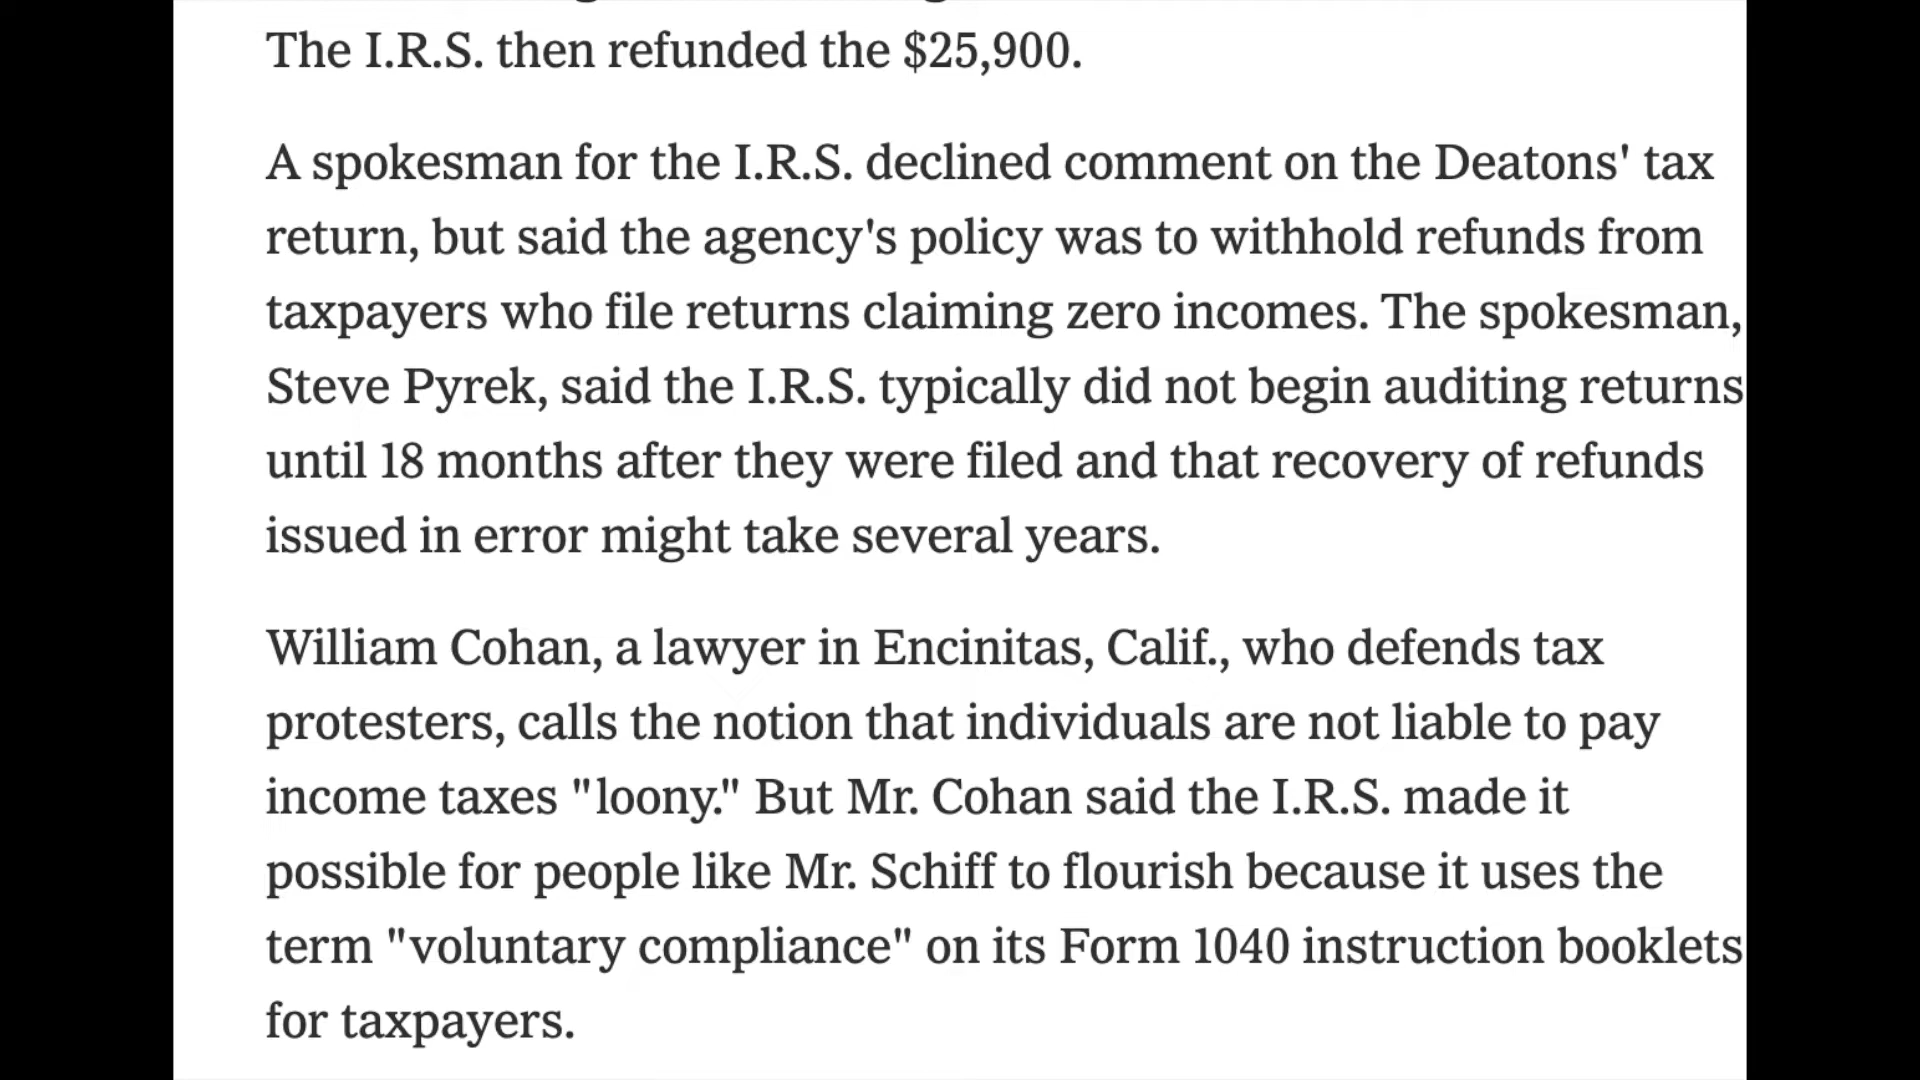 The I.R.S. then refunded the $25,900.
A spokesman for the I.R.S. declined comment on the Deatons' tax
return, but said the agency's policy was to withhold refunds from
taxpayers who file returns claiming zero incomes. The spokesman,
Steve Pyrek, said the I.R.S. typically did not begin auditing returns
until 18 months after they were filed and that recovery of refunds
issued in error might take several years.
William Cohan, a lawyer in Encinitas, Calif., who defends tax
protesters, calls the notion that individuals are not liable to pay
income taxes "loony." But Mr. Cohan said the I.R.S. made it
possible for people like Mr. Schiff to flourish because it uses the
term "voluntary compliance" on its Form 1040 instruction booklets
for taxpayers.